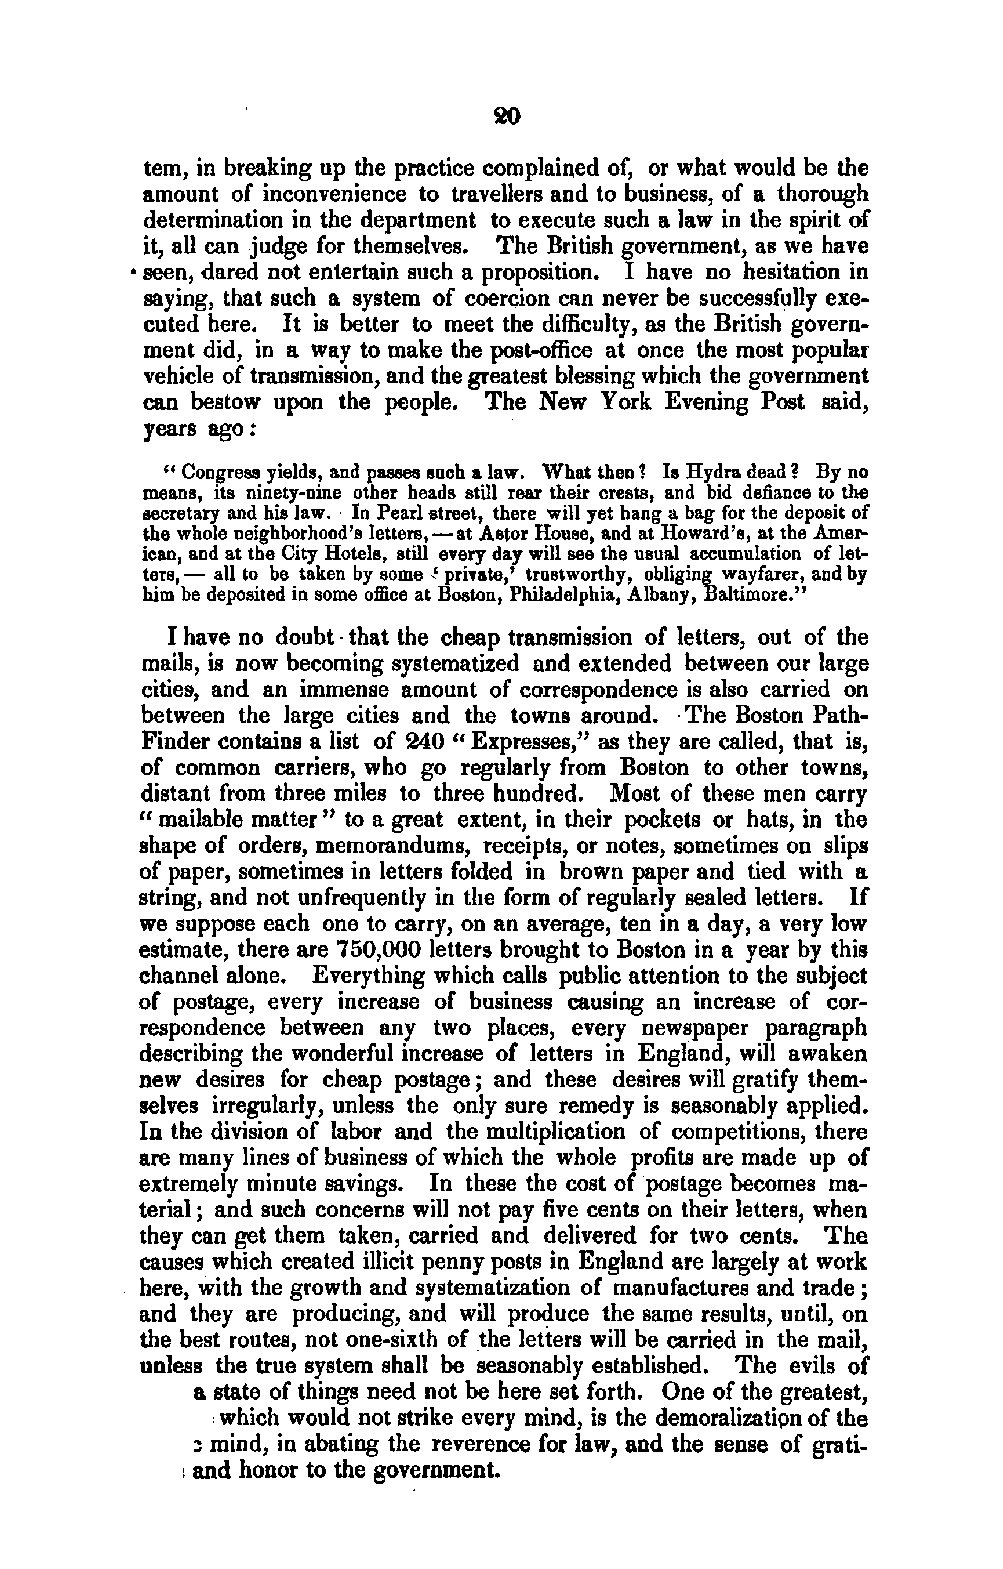 20
tem, in breaking up the practice complained of, or what would be the
amount of inconvenience to travellers and to business, of a thorough
determination in the department to execute such a law in the spirit of
it, all can judge for themselves. The British government, as we have
seen, dared not entertain such a proposition. I have no hesitation in
saying, that such a system of coercion can never be successfully exe-
cuted here. It is better to meet the difficulty, as the British govern-
ment did, in a way to make the post-office at once the most popular
vehicle of transmission, and the greatest blessing which the government
can bestow upon the people. The New York Evening Post said,
years ago:
“Congress yields, and passes such a law. What then? Is Hydra dead? By no
means, its ninety-nine other heads still rear their crests, and bid defiance to the
secretary and his law. In Pearl street, there will yet hang a bag for the deposit of
the whole neighborhood's letters,—at Astor House, and at Howard's, at the Amer-
ican, and at the City Hotels, still every day will see the usual accumulation of let-
ters,— all to be taken by some ‘private,’ trustworthy, obliging wayfarer, and by
him be deposited in some office at Boston, Philadelphia, Albany, Baltimore.”
I have no doubt that the cheap transmission of letters, out of the
mails, is now becoming systematized and extended between our large
cities, and an immense amount of correspondence is also carried on
between the large cities and the towns around. The Boston Path-
Finder contains a list of 240 “Expresses,” as they are called, that is,
of common carriers, who go regularly from Boston to other towns,
distant from three miles to three hundred. Most of these men carry
“mailable matter” to a great extent, in their pockets or hats, in the
shape of orders, memorandums, receipts, or notes, sometimes on slips
of paper, sometimes in letters folded in brown paper and tied with a
string, and not unfrequently in the form of regularly sealed letters. If
we suppose each one to carry, on an average, ten in a day, a very low
estimate, there are 750,000 letters brought to Boston in a year by this
channel alone. Everything which calls public attention to the subject
of postage, every increase of business causing an increase of cor-
respondence between any two places, every newspaper paragraph
describing the wonderful increase of letters in England, will awaken
new desires for cheap postage; and these desires will gratify them-
selves irregularly, unless the only sure remedy is seasonably applied.
In the division of labor and the multiplication of competitions, there
are many lines of business of which the whole profits are made up of
extremely minute savings. In these the cost of postage becomes ma-
terial; and such concerns will not pay five cents on their letters, when
they can get them taken, carried and delivered for two cents. The
causes which created illicit penny posts in England are largely at work
here, with the growth and systematization of manufactures and trade;
and they are producing, and will produce the same results, until, on
the best routes, not one-sixth of the letters will be carried in the mail,
unless the true system shall be seasonably established. The evils of
a state of things need not be here set forth. One of the greatest,
which would not strike every mind, is the demoralization of the
mind, in abating the reverence for law, and the sense of grati-
and honor to the government.